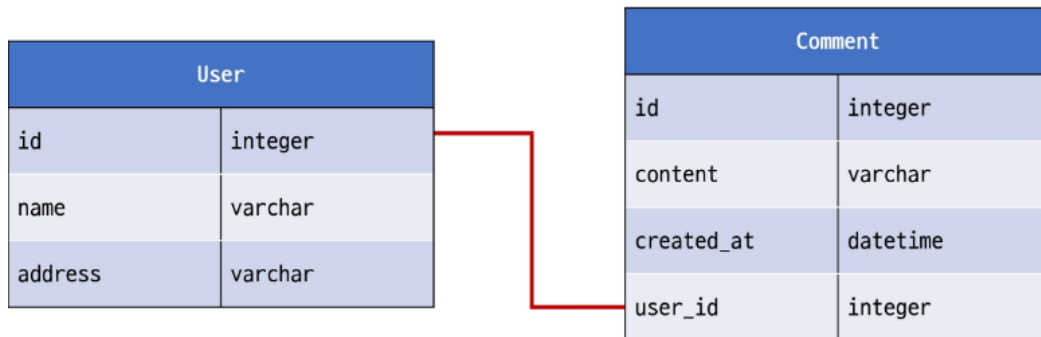 User
id integer
name varchar
address varchar
Comment
id integer
content varchar
created_at datetime
user_id integer